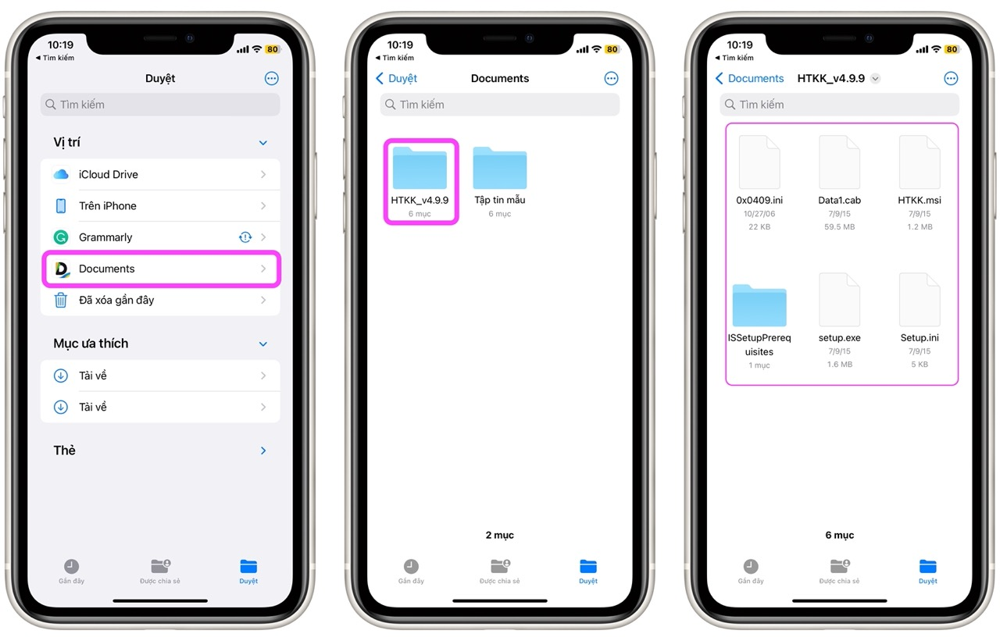 10:19
80
Tìm kiếm
Duyệt
Tìm kiếm
Vị trí
iCloud Drive
Trên iPhone
Grammarly
Documents
Đã xóa gần đây
Mục ưa thích
Tải về
Tải về
Thẻ
Gần đây
Được chia sẻ
Duyệt
10:19
80
Tìm kiếm
Duyệt
Documents
Tìm kiếm
HTKK_v4.9.9
6 mục
Tập tin mẫu
6 mục
2 mục
Gần đây
Được chia sẻ
Duyệt
10:19
80
Tìm kiếm
Documents
HTKK_v4.9.9
Tìm kiếm
0x0409.ini
10/27/06
22 KB
Data1.cab
7/9/15
59.5 MB
HTKK.msi
7/9/15
1.2 MB
ISSetupPrereq
uisites
1 mục
setup.exe
7/9/15
1.6 MB
Setup.ini
7/9/15
5 KB
6 mục
Gần đây
Được chia sẻ
Duyệt